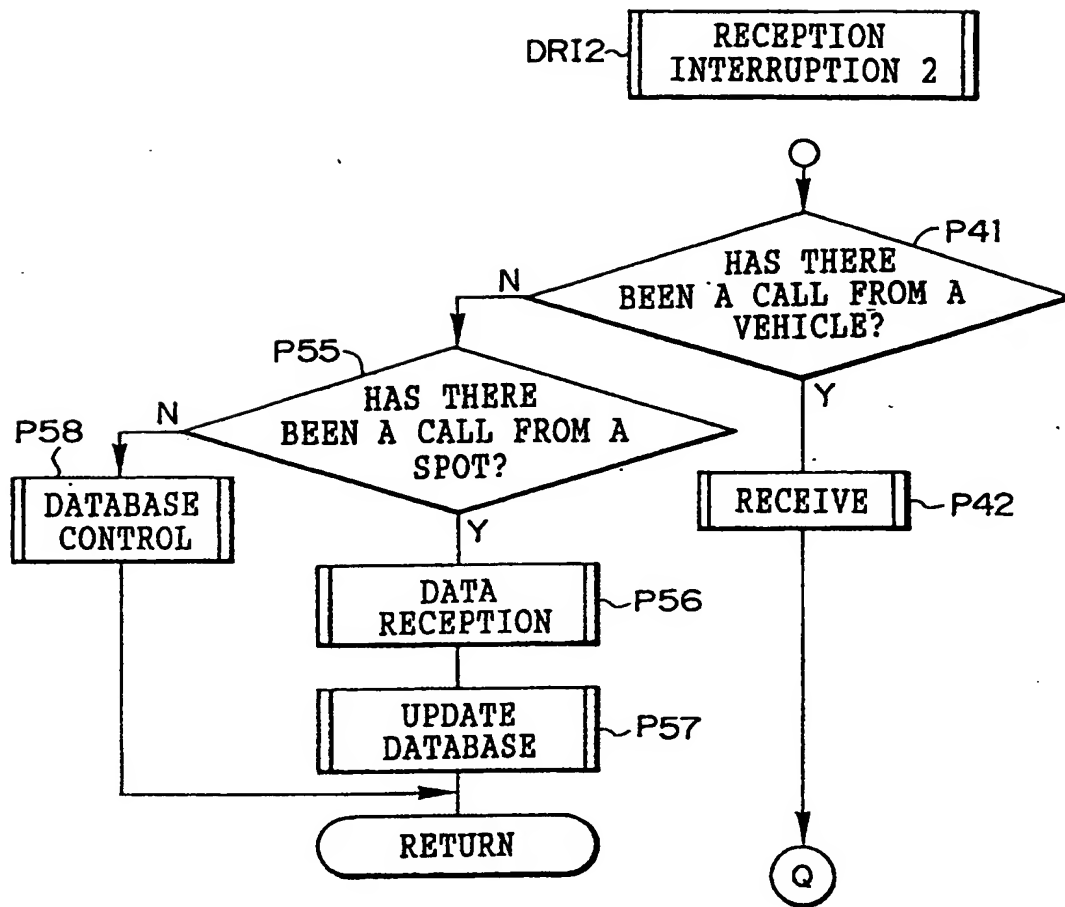 DRI2
RECEPTION
INTERRUPTION 2
P41
HAS THERE
BEEN A CALL FROM A
VEHICLE?
N
Y
P55
HAS THERE
BEEN A CALL FROM A
SPOT?
N
Y
P58
DATABASE
CONTROL
RECEIVE
P42
DATA
RECEPTION
P56
UPDATE
DATABASE
P57
RETURN
Q